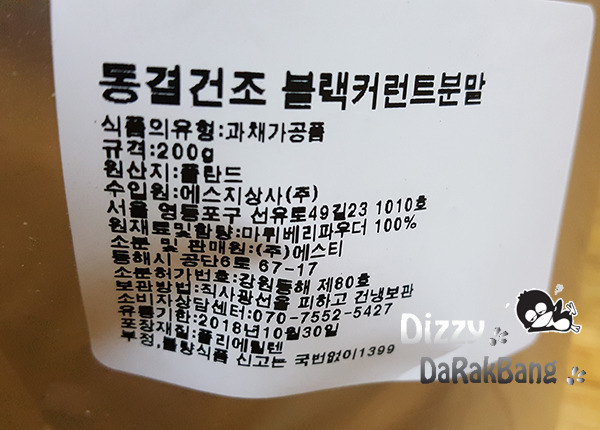 동결건조 블랙커런트분말
식품의유형:과채가공품
규격:200g
원산지:폴란드
수입원:에스지상사(주)
서울 영등포구 선유로49길23 1010호
원재료및함량:마퀴베리파우더 100%
소분 및 판매원:(주)에스티
동해시 공단6로 67-17
소분허가번호:강원동해 제80호
보관방법:직사광선을 피하고 건냉보관
소비자상담센터:070-7552-5427
유통기한:2018년10월30일
포장재질:폴리에틸렌
부정,불량식품 신고는 국번없이1399
Dizzy
DaRakBang